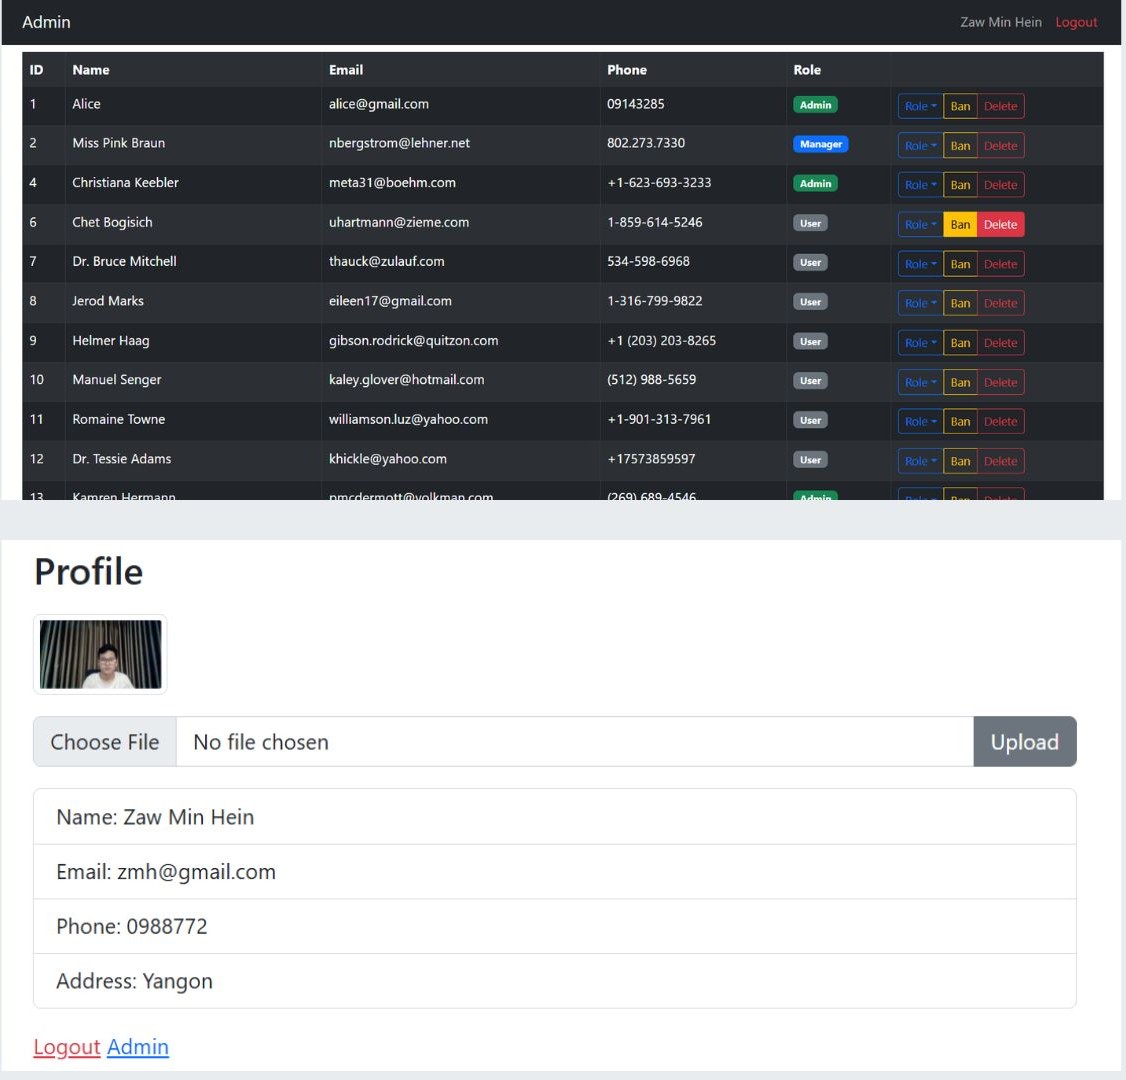 Admin Zaw Min Hein Logout
ID Name Email Phone Role
1 Alice alice@gmail.com 09143285 Admin Role Ban Delete
2 Miss Pink Braun nbergstrom@lehner.net 802.273.7330 Manager Role Ban Delete
4 Christiana Keebler meta31@boehm.com +1-623-693-3233 Admin Role Ban Delete
6 Chet Bogisich uhartmann@zieme.com 1-859-614-5246 User Role Ban Delete
7 Dr. Bruce Mitchell thauck@zulauf.com 534-598-6968 User Role Ban Delete
8 Jerod Marks eileen17@gmail.com 1-316-799-9822 User Role Ban Delete
9 Helmer Haag gibson.rodrick@quitzon.com +1 (203) 203-8265 User Role Ban Delete
10 Manuel Senger kaley.glover@hotmail.com (512) 988-5659 User Role Ban Delete
11 Romaine Towne williamson.luz@yahoo.com +1-901-313-7961 User Role Ban Delete
12 Dr. Tessie Adams khickle@yahoo.com +17573859597 User Role Ban Delete
13 Kamren Hermann pmcdermott@volkman.com (269) 689-4546 Admin Role Ban Delete
Profile
Choose File No file chosen Upload
Name: Zaw Min Hein
Email: zmh@gmail.com
Phone: 0988772
Address: Yangon
Logout Admin